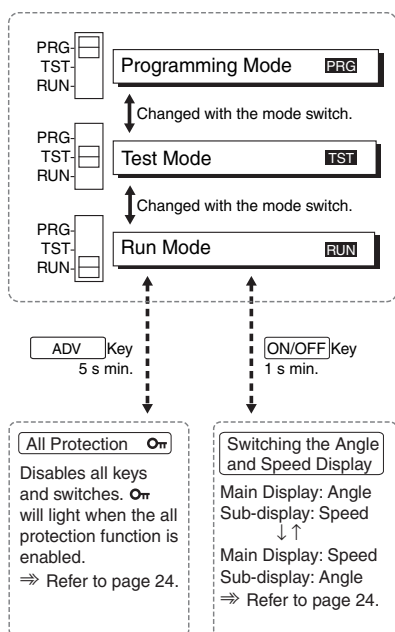 PRG
TST
RUN
Programming Mode PRG
Changed with the mode switch.
PRG
TST
RUN
Test Mode TST
Changed with the mode switch.
PRG
TST
RUN
Run Mode RUN
ADV Key
5 s min.
ON/OFF Key
1 s min.
All Protection
Disables all keys
and switches.
will light when the all
protection function is
enabled.
⇒ Refer to page 24.
Switching the Angle
and Speed Display
Main Display: Angle
Sub-display: Speed
↓↑
Main Display: Speed
Sub-display: Angle
⇒ Refer to page 24.